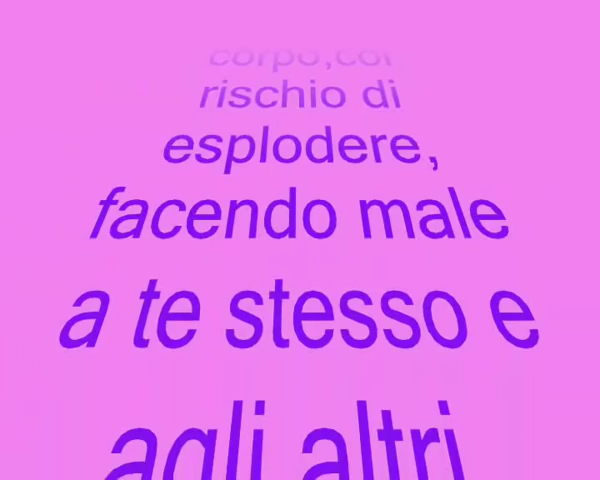 corpo,col
rischio di
esplodere,
facendo male
a te stesso e
agli altri